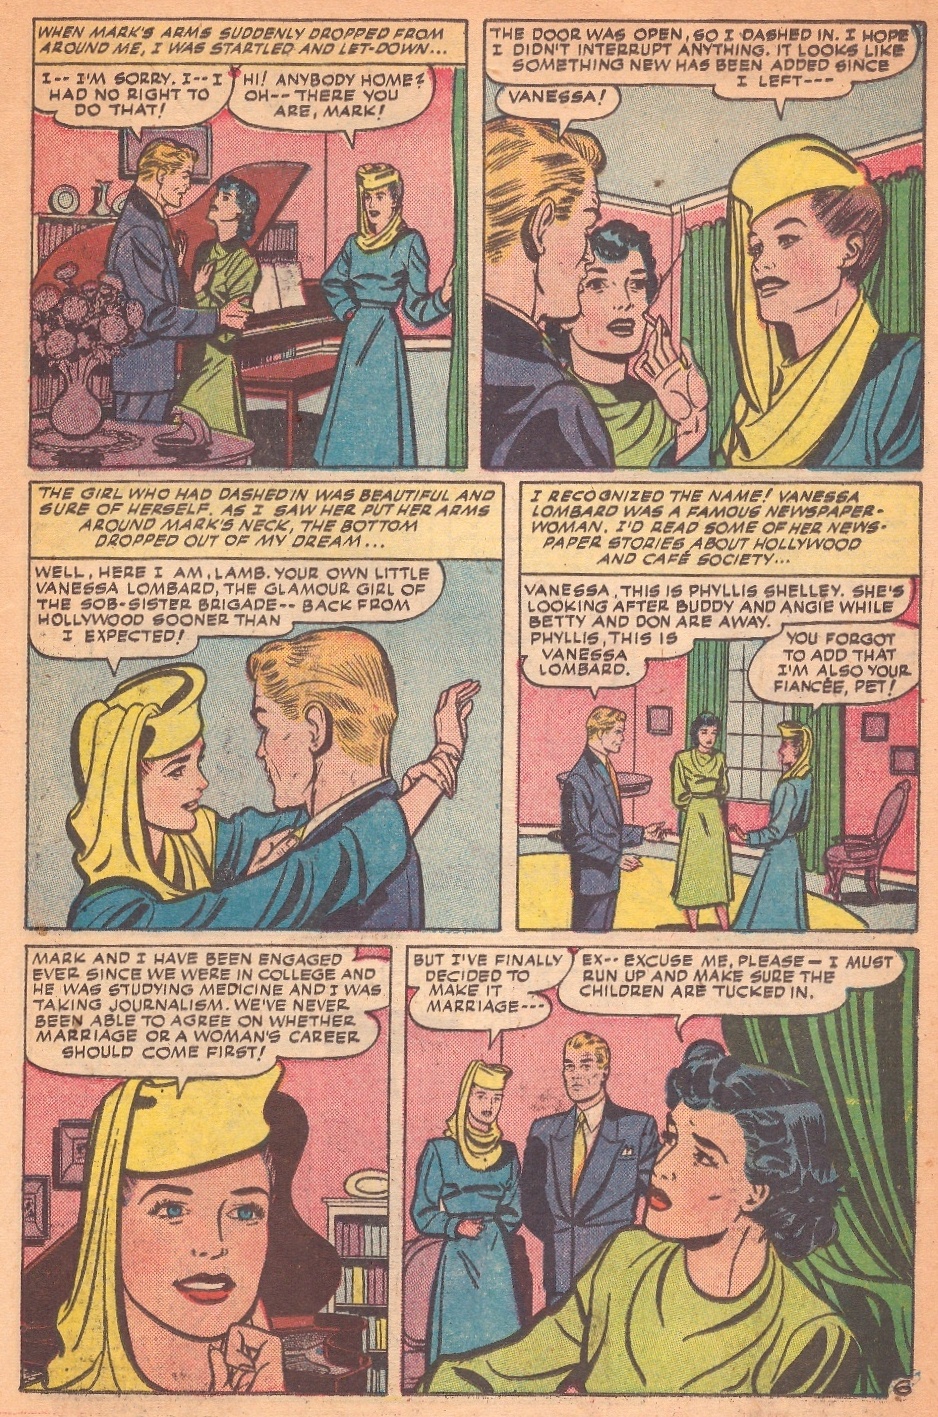 WHEN MARK'S ARMS SUDDENLY DROPPED FROM
AROUND ME, I WAS STARTLED AND LET-DOWN...
I-- I'M SORRY. I--I
HAD NO RIGHT TO
DO THAT!
HI! ANYBODY HOME?
OH-- THERE YOU
ARE, MARK!
THE DOOR WAS OPEN, SO I DASHED IN. I HOPE
I DIDN'T INTERRUPT ANYTHING. IT LOOKS LIKE
SOMETHING NEW HAS BEEN ADDED SINCE
I LEFT---
VANESSA!
THE GIRL WHO HAD DASHED IN WAS BEAUTIFUL AND
SURE OF HERSELF. AS I SAW HER PUT HER ARMS
AROUND MARK'S NECK, THE BOTTOM
DROPPED OUT OF MY DREAM...
WELL, HERE I AM, LAMB. YOUR OWN LITTLE
VANESSA LOMBARD, THE GLAMOUR GIRL OF
THE SOB-SISTER BRIGADE-- BACK FROM
HOLLYWOOD SOONER THAN
I EXPECTED!
I RECOGNIZED THE NAME! VANESSA
LOMBARD WAS A FAMOUS NEWSPAPER-
WOMAN. I'D READ SOME OF HER NEWS-
PAPER STORIES ABOUT HOLLYWOOD
AND CAFÉ SOCIETY...
VANESSA, THIS IS PHYLLIS SHELLEY. SHE'S
LOOKING AFTER BUDDY AND ANGIE WHILE
BETTY AND DON ARE AWAY.
PHYLLIS, THIS IS
VANESSA
LOMBARD.
YOU FORGOT
TO ADD THAT
I'M ALSO YOUR
FIANCÉE, PET!
MARK AND I HAVE BEEN ENGAGED
EVER SINCE WE WERE IN COLLEGE AND
HE WAS STUDYING MEDICINE AND I WAS
TAKING JOURNALISM. WE'VE NEVER
BEEN ABLE TO AGREE ON WHETHER
MARRIAGE OR A WOMAN'S CAREER
SHOULD COME FIRST!
BUT I'VE FINALLY
DECIDED TO
MAKE IT
MARRIAGE---
EX-- EXCUSE ME, PLEASE-- I MUST
RUN UP AND MAKE SURE THE
CHILDREN ARE TUCKED IN.
6